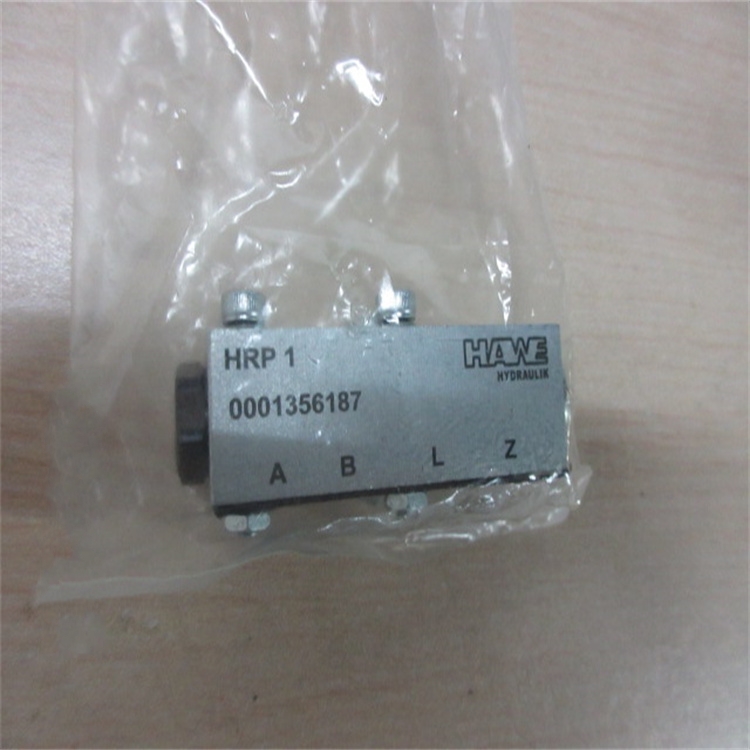 HRP 1
HAWE
HYDRAULIK
0001356187
A B L Z